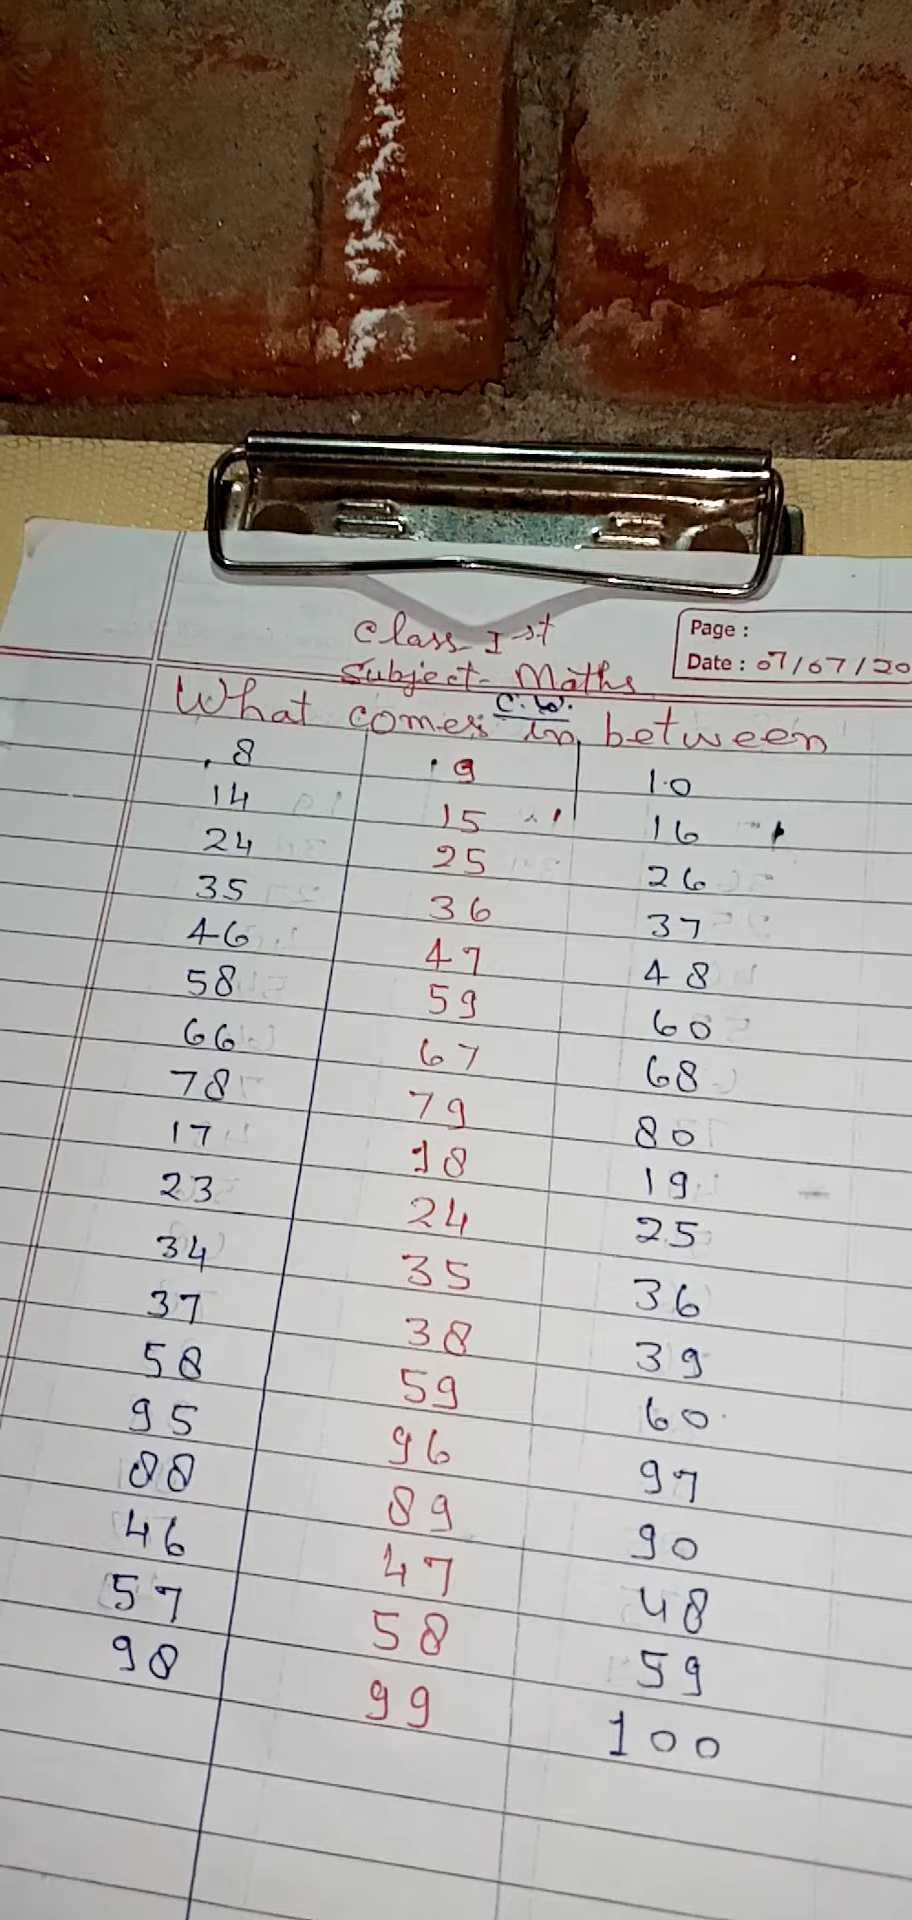 Class Ist
Page :
Subject - Maths
Date : 07/07/20
C.W.
What comes in between
8 9 10
14 15 16
24 25 26
35 36 37
46 47 48
58 59 60
66 67 68
78 79 80
17 18 19
23 24 25
34 35 36
37 38 39
58 59 60
95 96 97
88 89 90
46 47 48
57 58 59
98 99 100